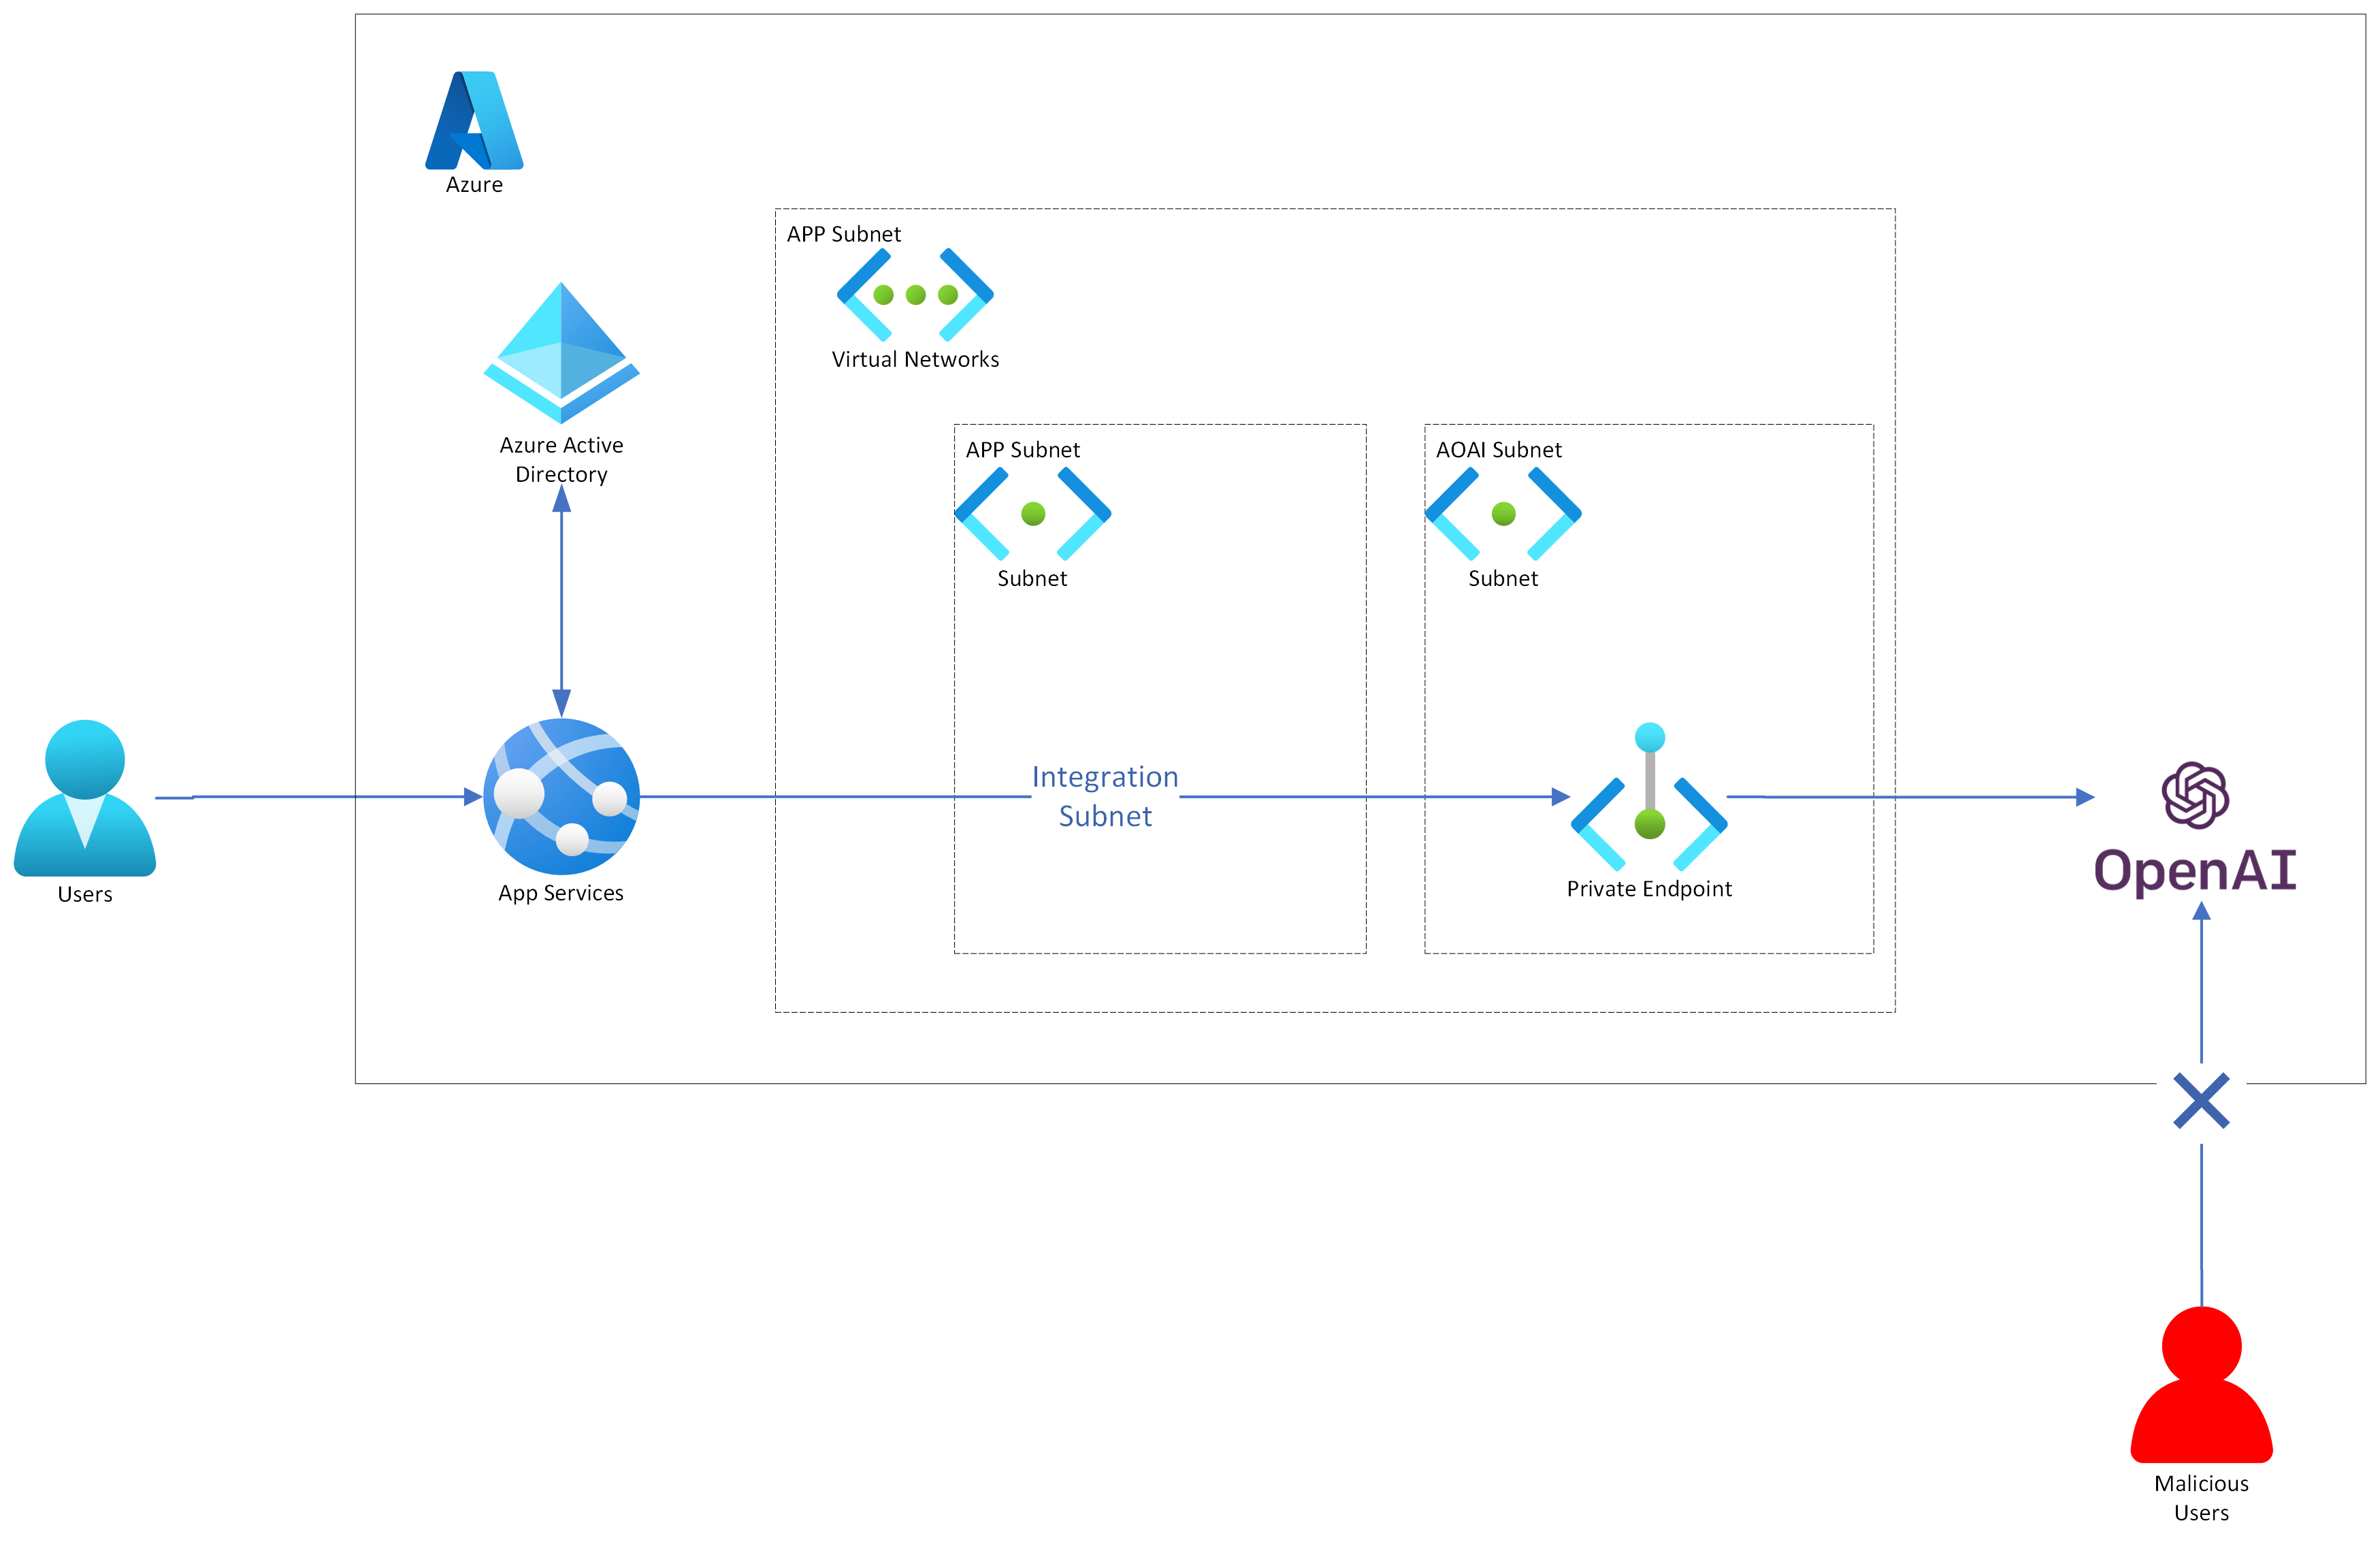 Azure
APP Subnet
Virtual Networks
Azure Active
Directory
APP Subnet
Subnet
AOAI Subnet
Subnet
Users
App Services
Integration
Subnet
Private Endpoint
OpenAI
Malicious
Users